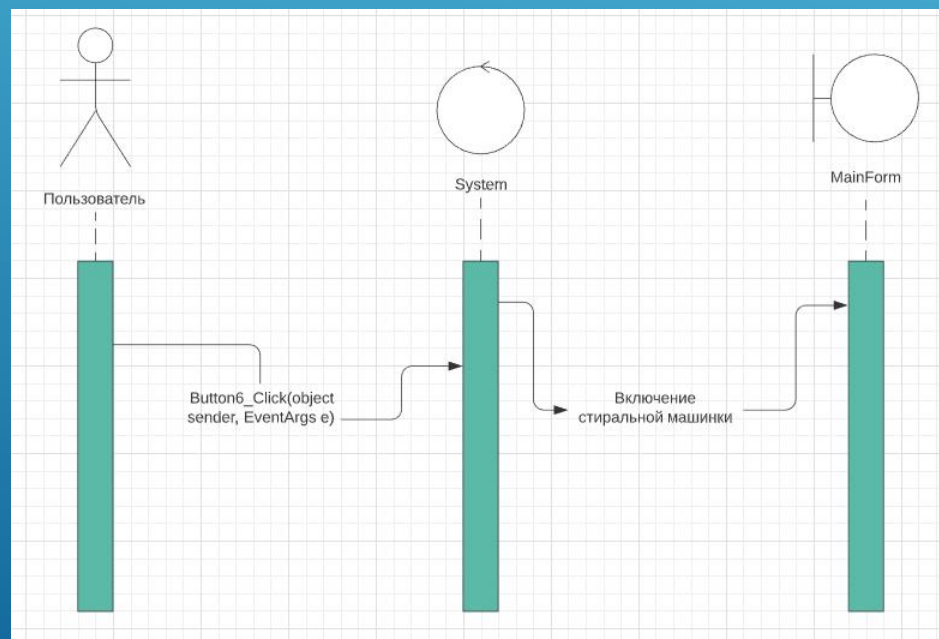 Пользователь
System
MainForm
Button6_Click(object
sender, EventArgs e)
Включение
стиральной машинки